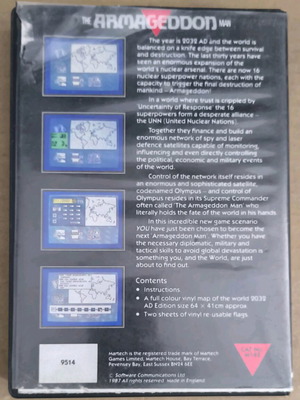 THE ARMAGEDDON MAN
The year is 2032 AD and the world is
balanced on a knife edge between survival
and destruction. The last thirty years have
seen an enormous expansion of the
world's nuclear arsenal. There are now 16
nuclear superpower nations, each with the
capacity to trigger the final destruction of
mankind – Armageddon!
In a world where trust is crippled by
'Uncertainty of Response' the 16
superpowers form a desperate alliance –
the UNN (United Nuclear Nations).
Together they finance and build an
enormous network of spy and laser
defence satellites capable of monitoring,
influencing and even directly controlling
the political, economic and military events
of the world.
Control of the network itself resides in
an enormous and sophisticated satellite,
codenamed Olympus – and control of
Olympus resides in its Supreme Commander
often called 'The Armageddon Man', who
literally holds the fate of the world in his hands.
In this incredible new game scenario
YOU have just been chosen to become the
next 'Armageddon Man'. Whether you have
the necessary diplomatic, military and
tactical skills to avoid global devastation is
something you, and the World, are just
about to find out.
Contents
• Instructions
• A full colour vinyl map of the world 2032
AD Edition size 64 × 41cm approx.
• Two sheets of vinyl re-usable flags
9514
Martech is the registered trade mark of Martech
Games Limited, Martech House, Bay Terrace,
Pevensey Bay, East Sussex BN24 6EE
© Software Communications Ltd
1987 All rights reserved. Made in England